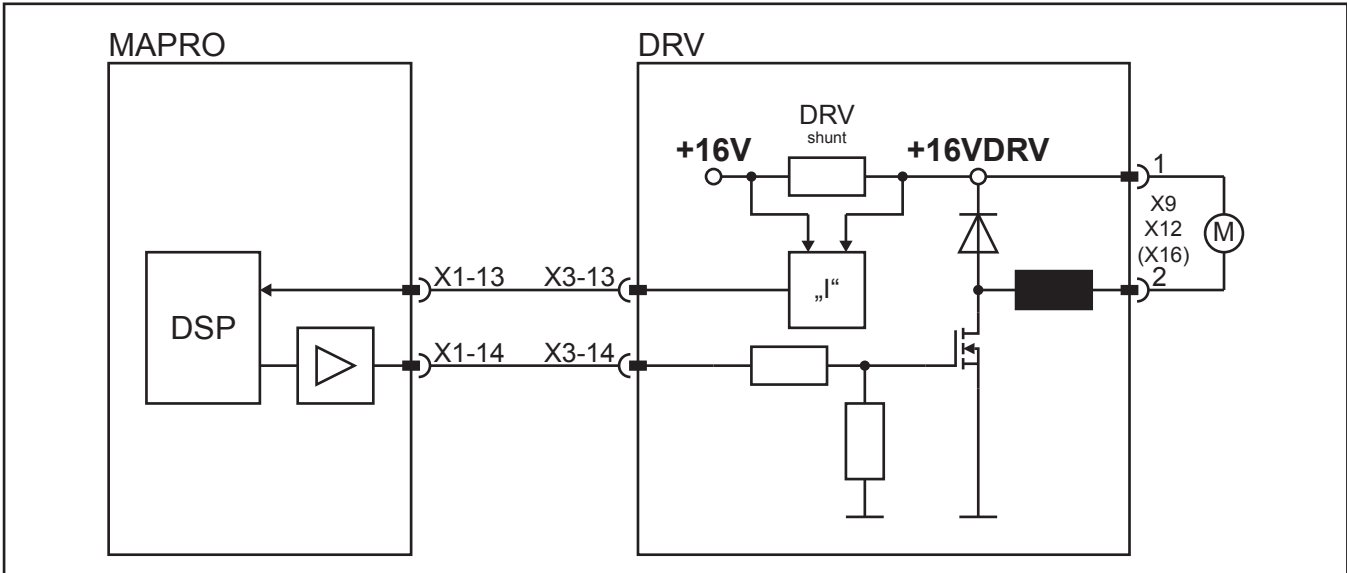 MAPRO
DRV
DRV
shunt
+16V
+16VDRV
1
X9
X12
(X16)
M
2
X1-13
X3-13
„I“
DSP
X1-14
X3-14